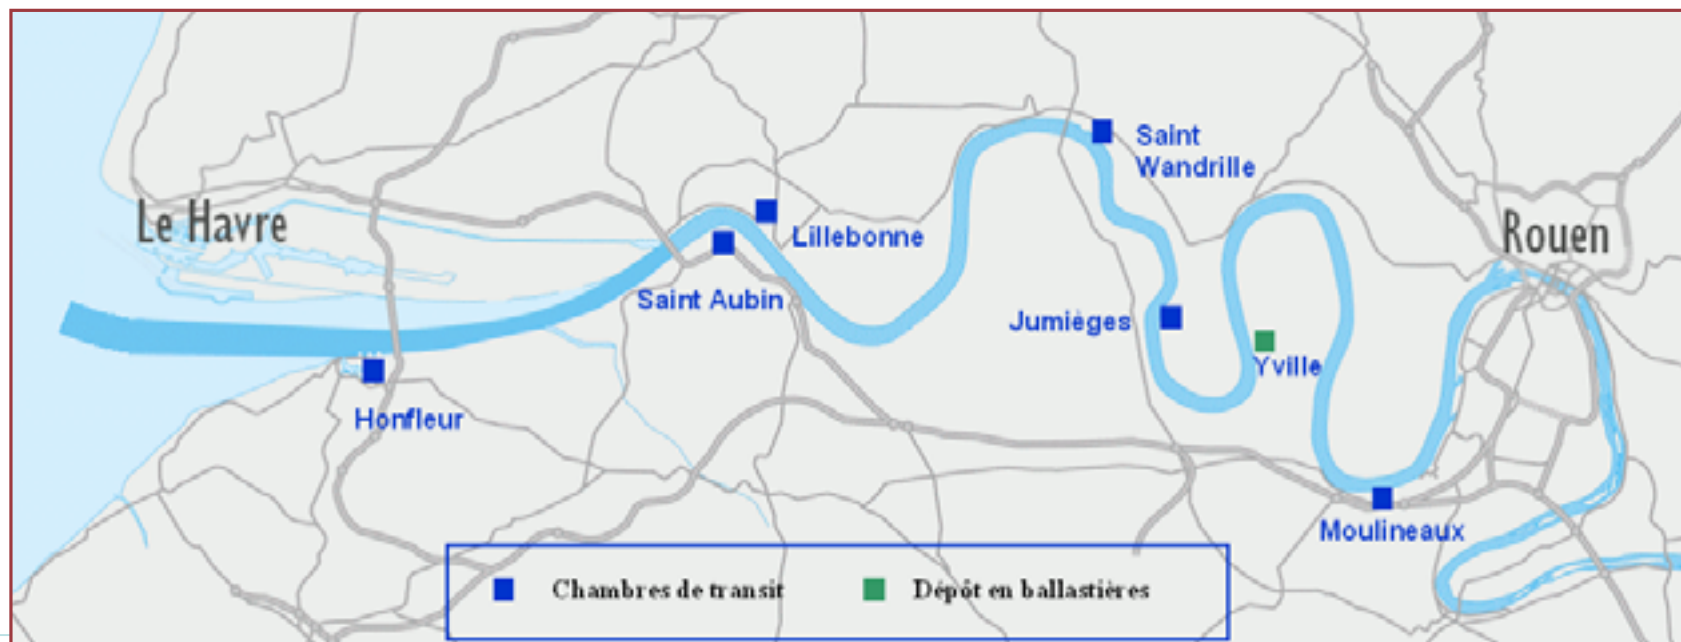 Saint
Wandrille
Le Havre
Rouen
Lillebonne
Saint Aubin
Jumièges
Yville
Honfleur
Moulineaux
Chambres de transit
Dépôt en ballastières